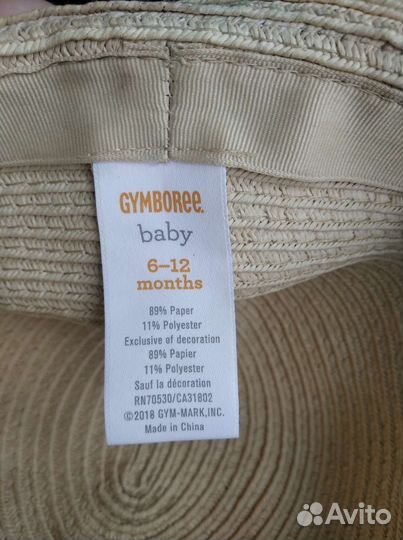 GYMBOREE
baby
6–12
months
89% Paper
11% Polyester
Exclusive of decoration
89% Papier
11% Polyester
Sauf la décoration
RN70530/CA31802
©2018 GYM-MARK,INC.
Made in China
Avito